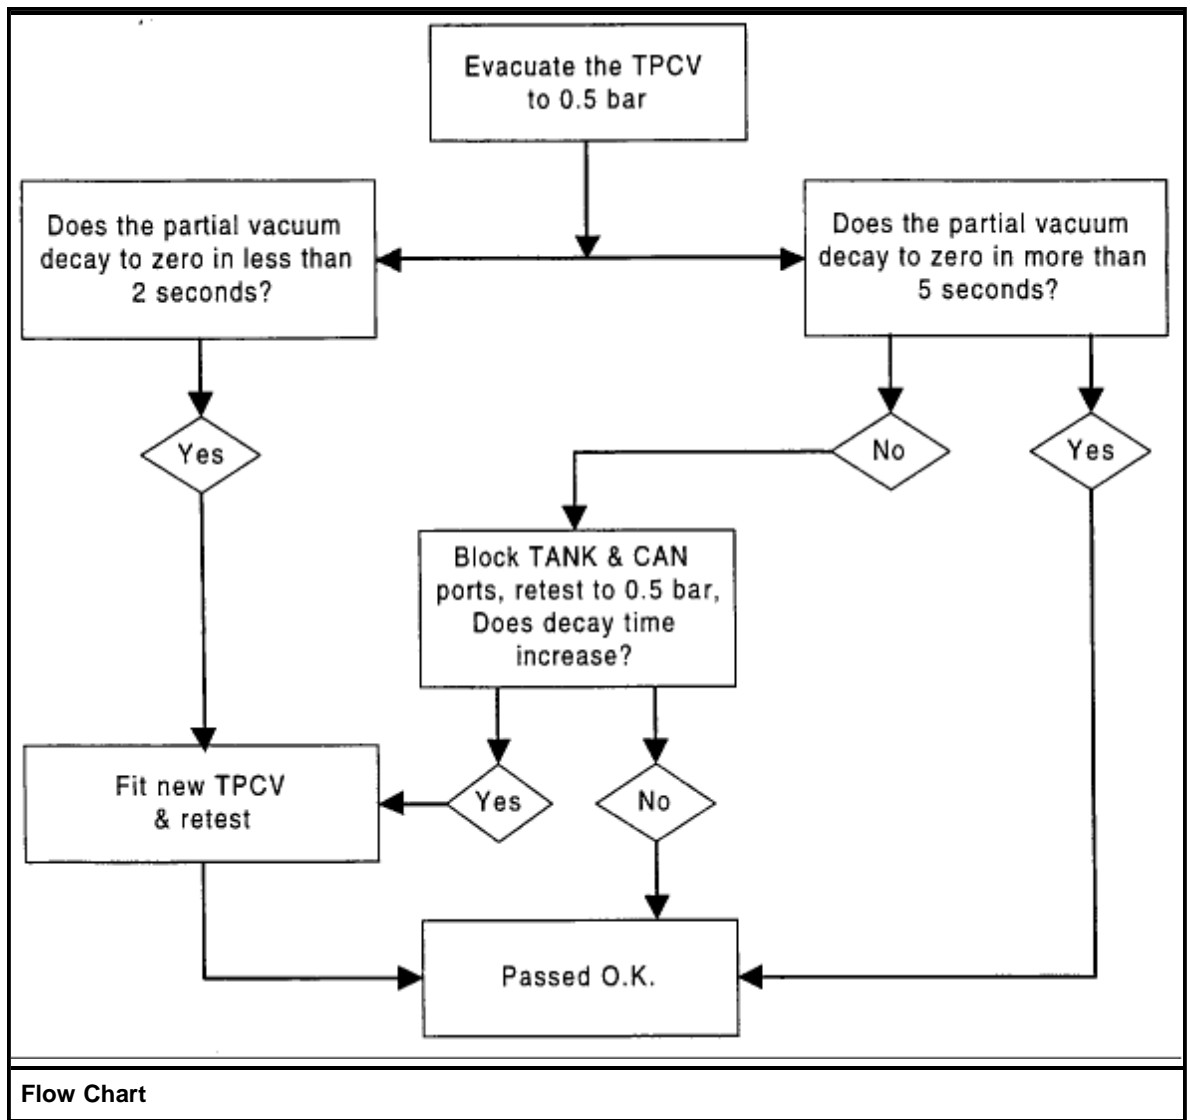 Evacuate the TPCV
to 0.5 bar
Does the partial vacuum
decay to zero in less than
2 seconds?
Does the partial vacuum
decay to zero in more than
5 seconds?
Yes
No
Yes
Block TANK & CAN
ports, retest to 0.5 bar,
Does decay time
increase?
Fit new TPCV
& retest
Yes
No
Passed O.K.
Flow Chart